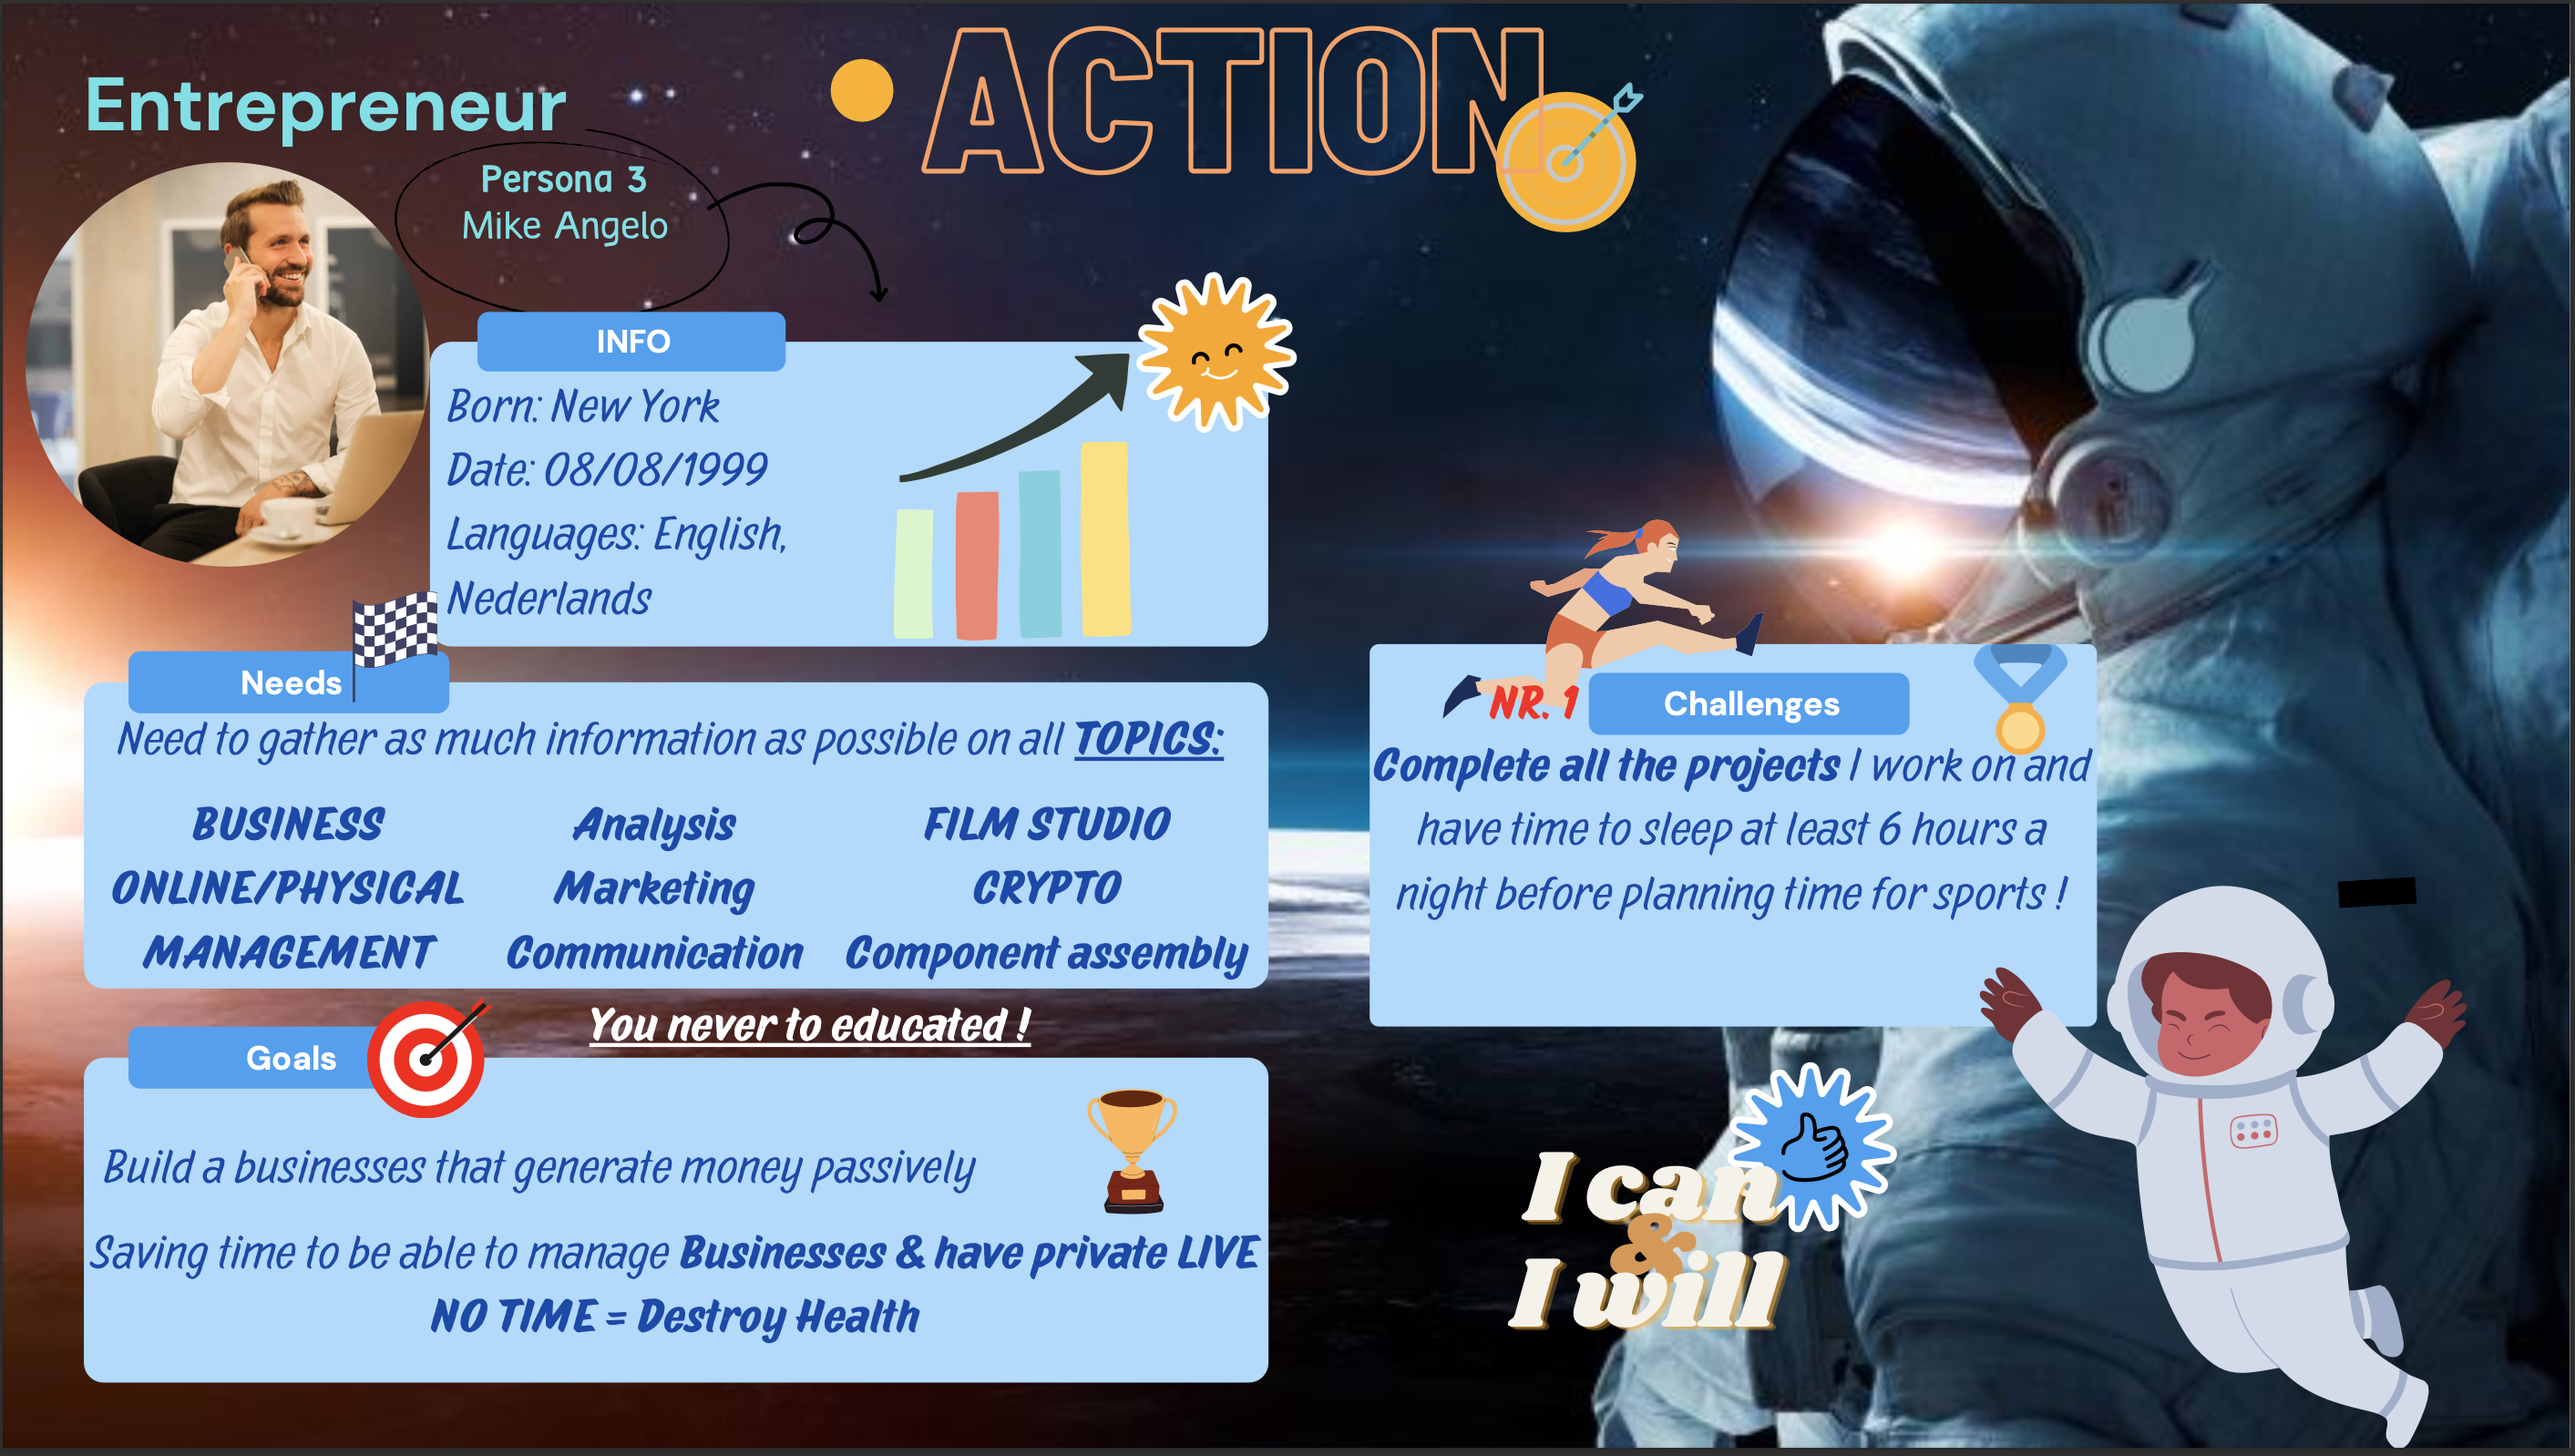 ACTION
Entrepreneur
Persona 3
Mike Angelo
INFO
Born: New York
Date: 08/08/1999
Languages: English,
Nederlands
Needs
Need to gather as much information as possible on all TOPICS:
BUSINESS
ONLINE/PHYSICAL
MANAGEMENT
Analysis
Marketing
Communication
FILM STUDIO
CRYPTO
Component assembly
You never to educated !
Goals
Build a businesses that generate money passively
Saving time to be able to manage Businesses & have private LIVE
NO TIME = Destroy Health
NR. 1
Challenges
Complete all the projects I work on and
have time to sleep at least 6 hours a
night before planning time for sports !
I can
&
I will